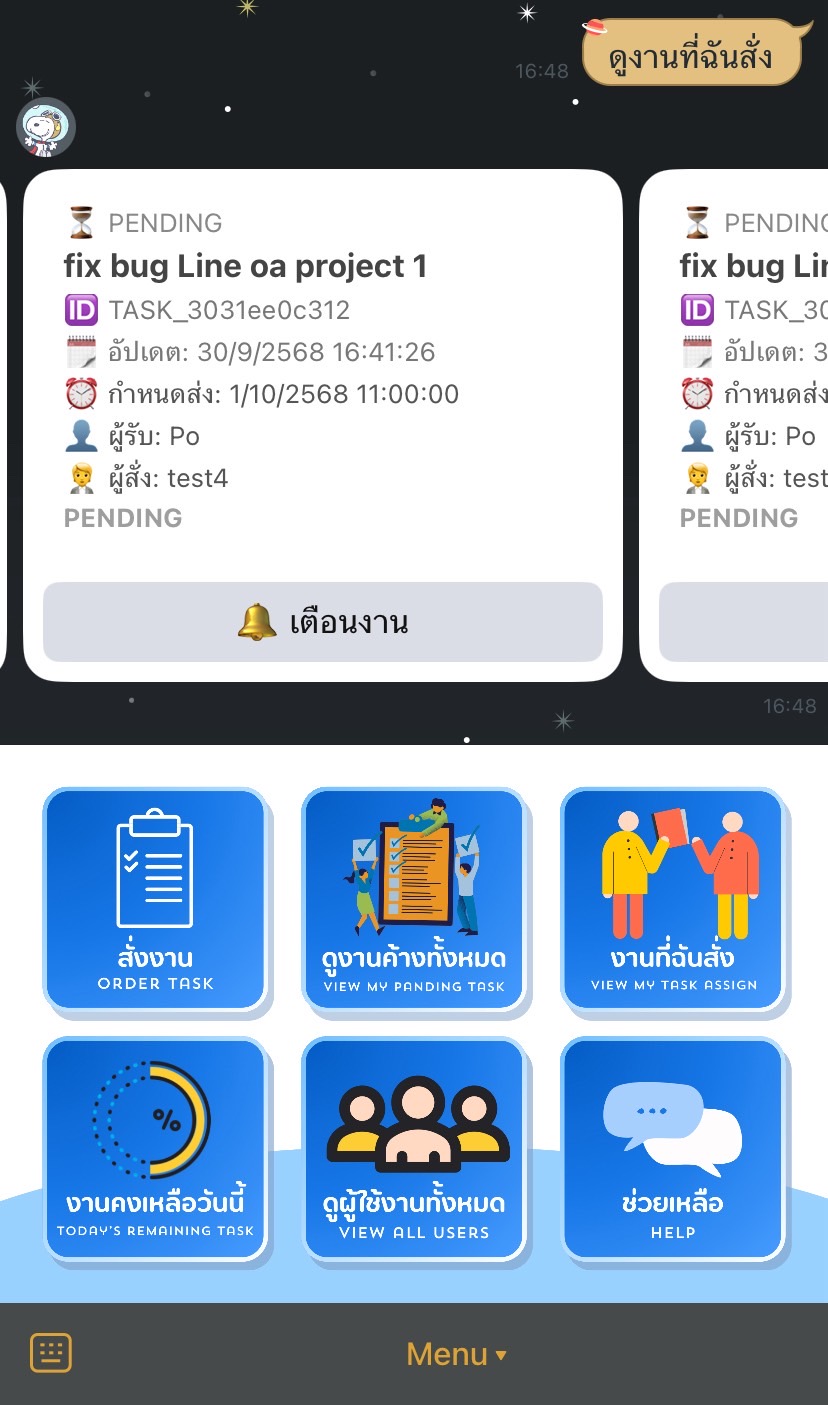 ดูงานที่ฉันสั่ง
16:48
PENDING
fix bug Line oa project 1
ID TASK_3031ee0c312
อัปเดต: 30/9/2568 16:41:26
กำหนดส่ง: 1/10/2568 11:00:00
ผู้รับ: Po
ผู้สั่ง: test4
PENDING
เตือนงาน
PENDING
fix bug Lin
ID TASK_30
อัปเดต: 3
กำหนดส่ง
ผู้รับ: Po
ผู้สั่ง: test
PENDING
16:48
สั่งงาน
ORDER TASK
ดูงานค้างทั้งหมด
VIEW MY PANDING TASK
งานที่ฉันสั่ง
VIEW MY TASK ASSIGN
%
งานคงเหลือวันนี้
TODAY'S REMAINING TASK
ดูผู้ใช้งานทั้งหมด
VIEW ALL USERS
ช่วยเหลือ
HELP
Menu